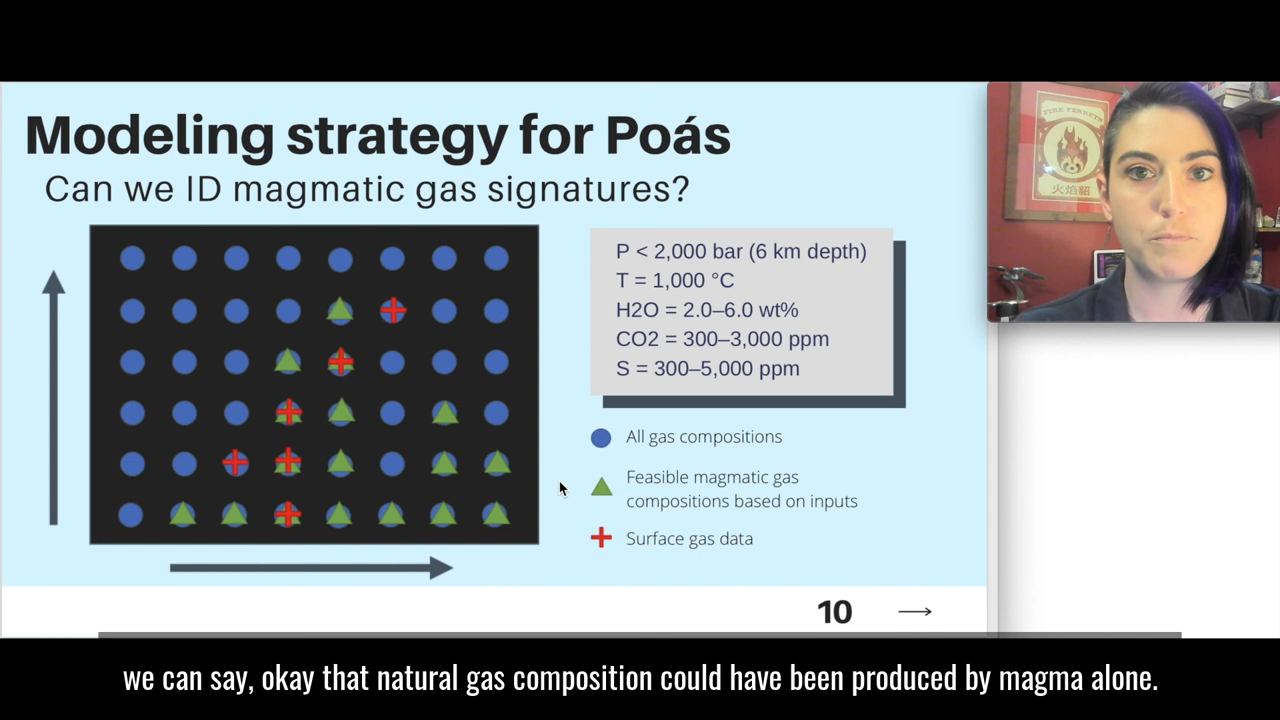 Modeling strategy for Poás
Can we ID magmatic gas signatures?
P < 2,000 bar (6 km depth)
T = 1,000 °C
H2O = 2.0–6.0 wt%
CO2 = 300–3,000 ppm
S = 300–5,000 ppm
All gas compositions
Feasible magmatic gas
compositions based on inputs
Surface gas data
10
FIRE FERRETS
火焰貂
we can say, okay that natural gas composition could have been produced by magma alone.